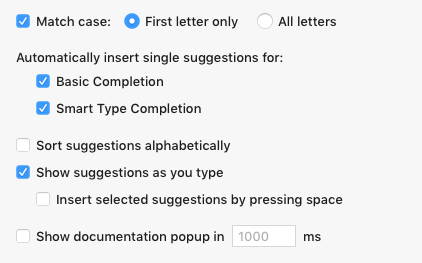 Match case: First letter only All letters
Automatically insert single suggestions for:
Basic Completion
Smart Type Completion
Sort suggestions alphabetically
Show suggestions as you type
Insert selected suggestions by pressing space
Show documentation popup in 1000 ms